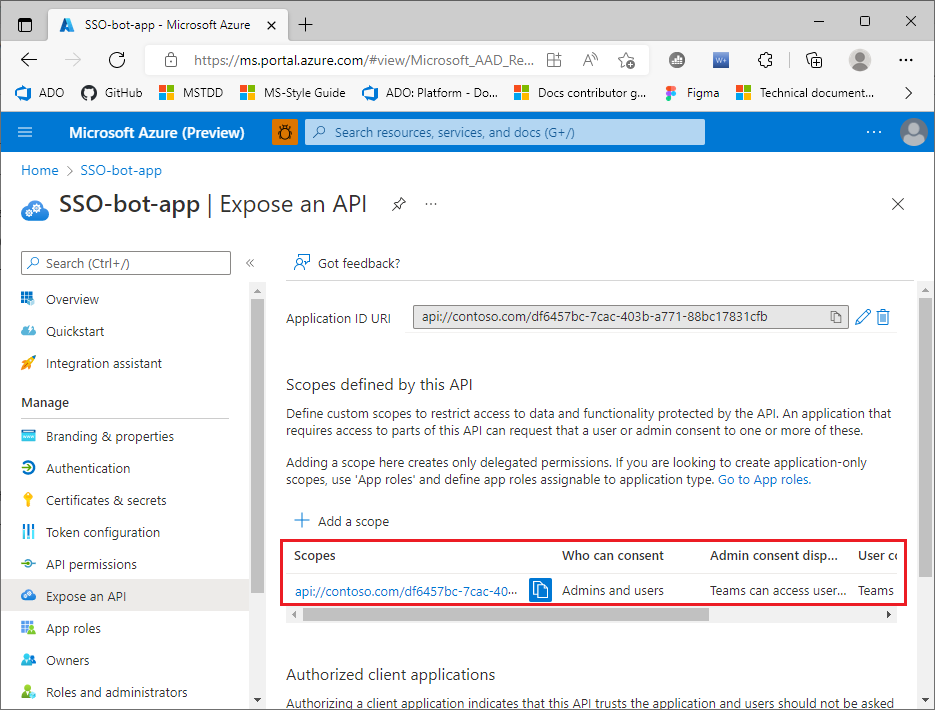 SSO-bot-app - Microsoft Azure
https://ms.portal.azure.com/#view/Microsoft_AAD_Re...
ADO
GitHub
MSTDD
MS-Style Guide
ADO: Platform - Do...
Docs contributor g...
Figma
Technical document...
Microsoft Azure (Preview)
Search resources, services, and docs (G+/)
Home > SSO-bot-app
SSO-bot-app | Expose an API
Search (Ctrl+/)
Overview
Quickstart
Integration assistant
Manage
Branding & properties
Authentication
Certificates & secrets
Token configuration
API permissions
Expose an API
App roles
Owners
Roles and administrators
Got feedback?
Application ID URI
api://contoso.com/df6457bc-7cac-403b-a771-88bc17831cfb
Scopes defined by this API
Define custom scopes to restrict access to data and functionality protected by the API. An application that
requires access to parts of this API can request that a user or admin consent to one or more of these.
Adding a scope here creates only delegated permissions. If you are looking to create application-only
scopes, use 'App roles' and define app roles assignable to application type. Go to App roles.
Add a scope
Scopes Who can consent Admin consent disp... User co
api://contoso.com/df6457bc-7cac-40... Admins and users Teams can access user... Teams
Authorized client applications
Authorizing a client application indicates that this API trusts the application and users should not be asked